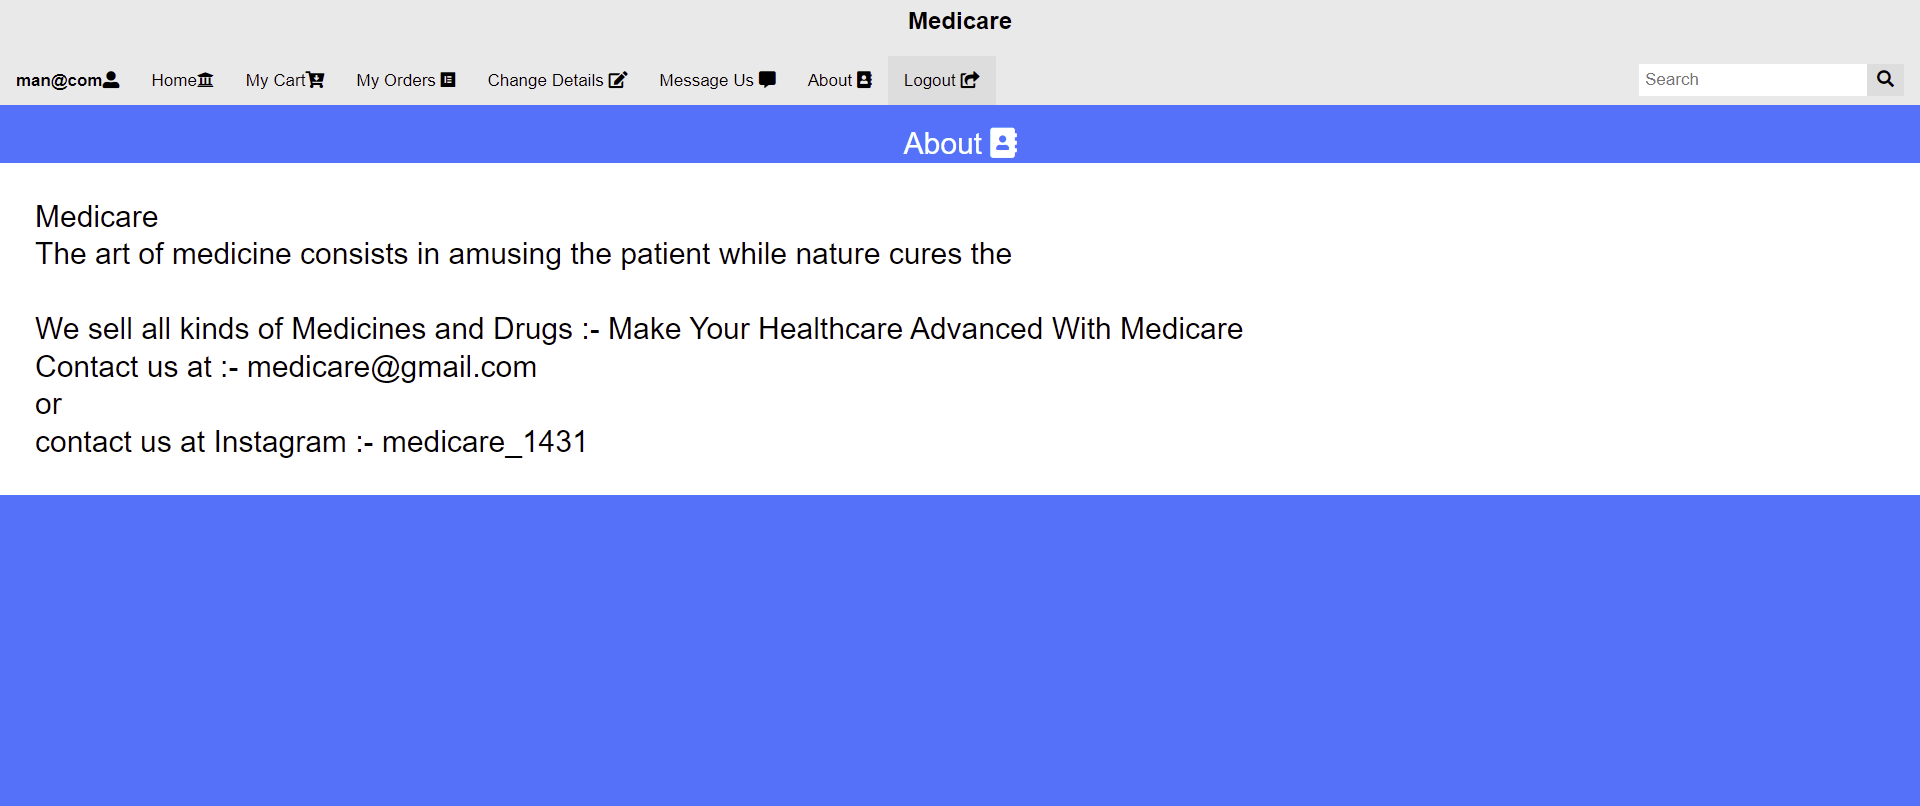 Medicare
man@com Home My Cart My Orders Change Details Message Us About Logout Search
About
Medicare
The art of medicine consists in amusing the patient while nature cures the
We sell all kinds of Medicines and Drugs :- Make Your Healthcare Advanced With Medicare
Contact us at :- medicare@gmail.com
or
contact us at Instagram :- medicare_1431